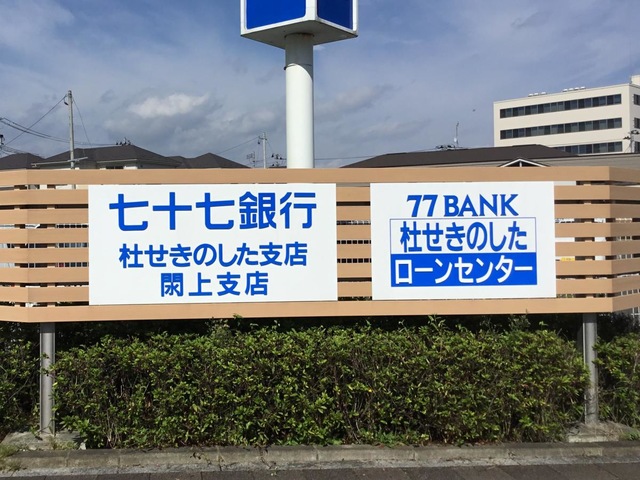 七十七銀行
杜せきのした支店
閖上支店
77 BANK
杜せきのした
ローンセンター